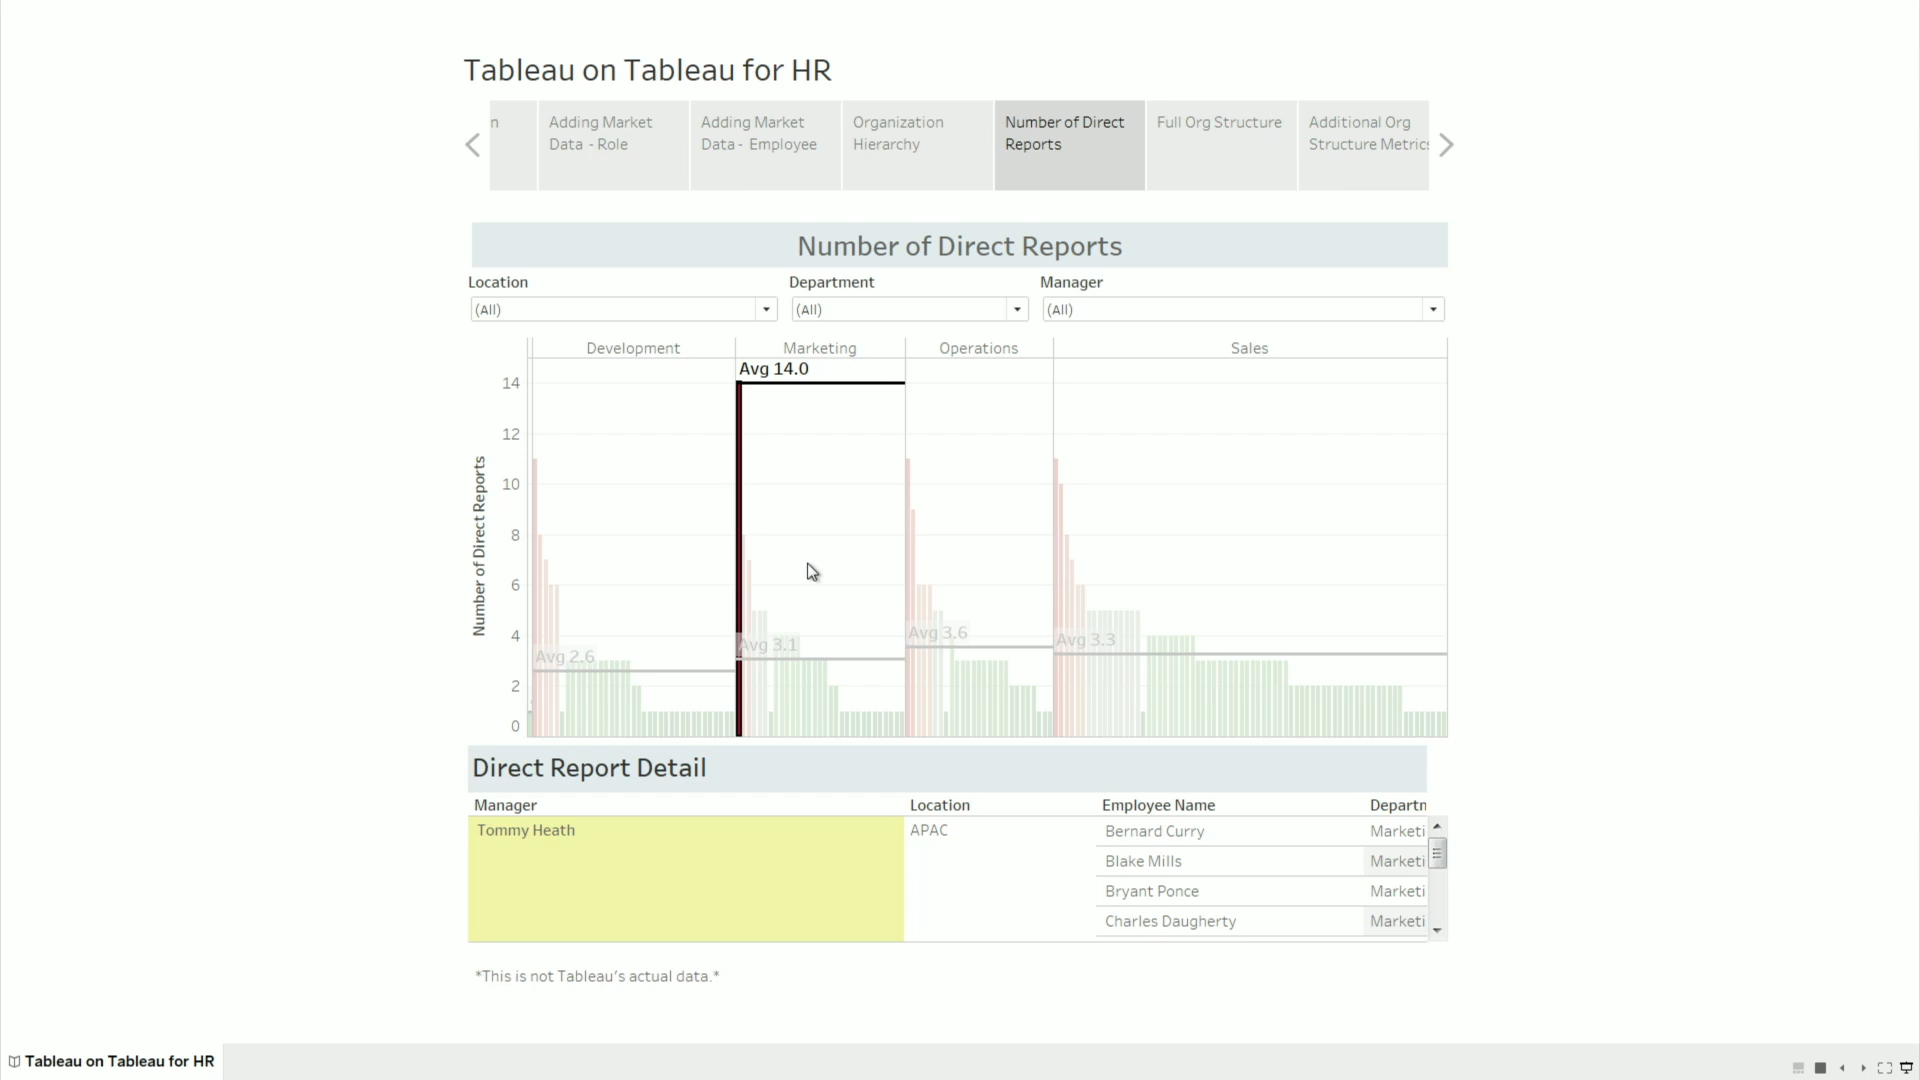 Tableau on Tableau for HR
n
Adding Market
Data - Role
Adding Market
Data - Employee
Organization
Hierarchy
Number of Direct
Reports
Full Org Structure
Additional Org
Structure Metrics
Number of Direct Reports
Location
Department
Manager
(All)
(All)
(All)
Development
Marketing
Operations
Sales
Number of Direct Reports
14
12
10
8
6
4
2
0
Avg 14.0
Avg 2.6
Avg 3.1
Avg 3.6
Avg 3.3
Direct Report Detail
Manager
Location
Employee Name
Departn
Tommy Heath
APAC
Bernard Curry
Marketi
Blake Mills
Marketi
Bryant Ponce
Marketi
Charles Daugherty
Marketi
*This is not Tableau's actual data.*
Tableau on Tableau for HR